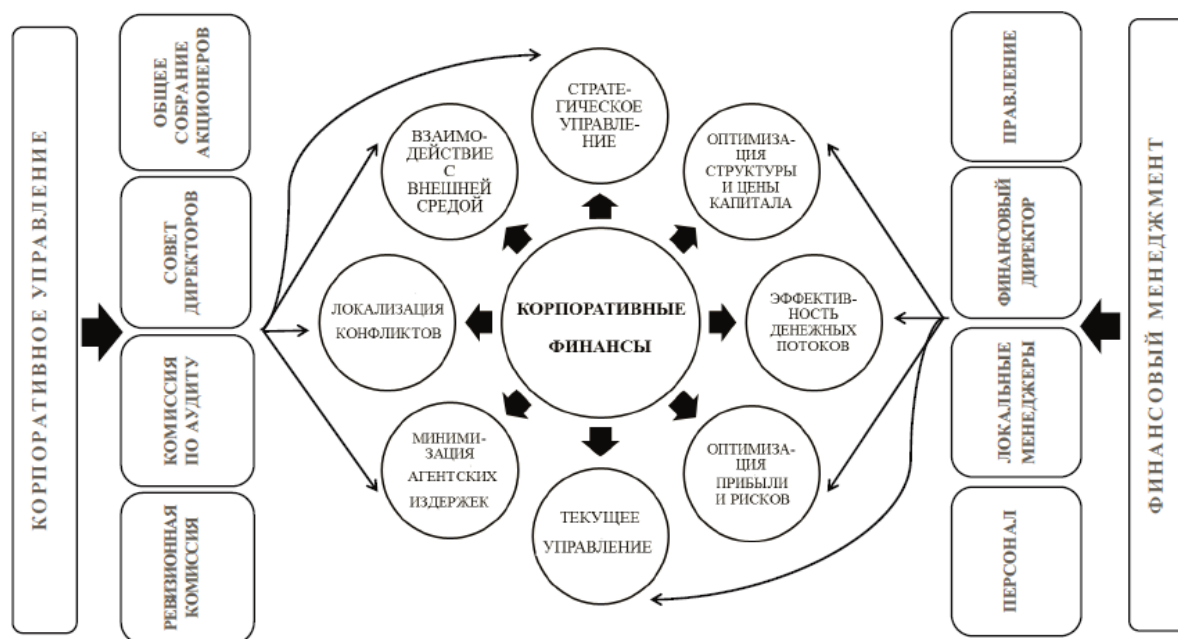 КОРПОРАТИВНОЕ УПРАВЛЕНИЕ
ОБЩЕЕ
СОБРАНИЕ
АКЦИОНЕРОВ
СОВЕТ
ДИРЕКТОРОВ
КОМИССИЯ
ПО АУДИТУ
РЕВИЗИОННАЯ
КОМИССИЯ
СТРАТЕ-
ГИЧЕСКОЕ
УПРАВЛЕ-
НИЕ
ВЗАИМО-
ДЕЙСТВИЕ
С
ВНЕШНЕЙ
СРЕДОЙ
ОПТИМИЗА-
ЦИЯ
СТРУКТУРЫ
И ЦЕНЫ
КАПИТАЛА
ЛОКАЛИЗАЦИЯ
КОНФЛИКТОВ
КОРПОРАТИВНЫЕ
ФИНАНСЫ
ЭФФЕКТИВ-
НОСТЬ
ДЕНЕЖНЫХ
ПОТОКОВ
МИНИМИ-
ЗАЦИЯ
АГЕНТСКИХ
ИЗДЕРЖЕК
ОПТИМИЗА-
ЦИЯ
ПРИБЫЛИ
И РИСКОВ
ТЕКУЩЕЕ
УПРАВЛЕНИЕ
ПРАВЛЕНИЕ
ФИНАНСОВЫЙ
ДИРЕКТОР
ЛОКАЛЬНЫЕ
МЕНЕДЖЕРЫ
ПЕРСОНАЛ
ФИНАНСОВЫЙ МЕНЕДЖМЕНТ